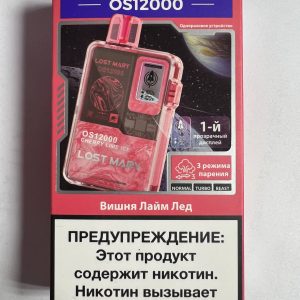 OS12000
Одноразовое устройство
LOST MARY
OS12000
1-й
прозрачный
дисплей
OS12000
CHERRY LIME ICE
LOST MARY
3 режима
парения
NORMAL TURBO BEAST
Вишня Лайм Лед
ПРЕДУПРЕЖДЕНИЕ:
Этот продукт
содержит никотин.
Никотин вызывает